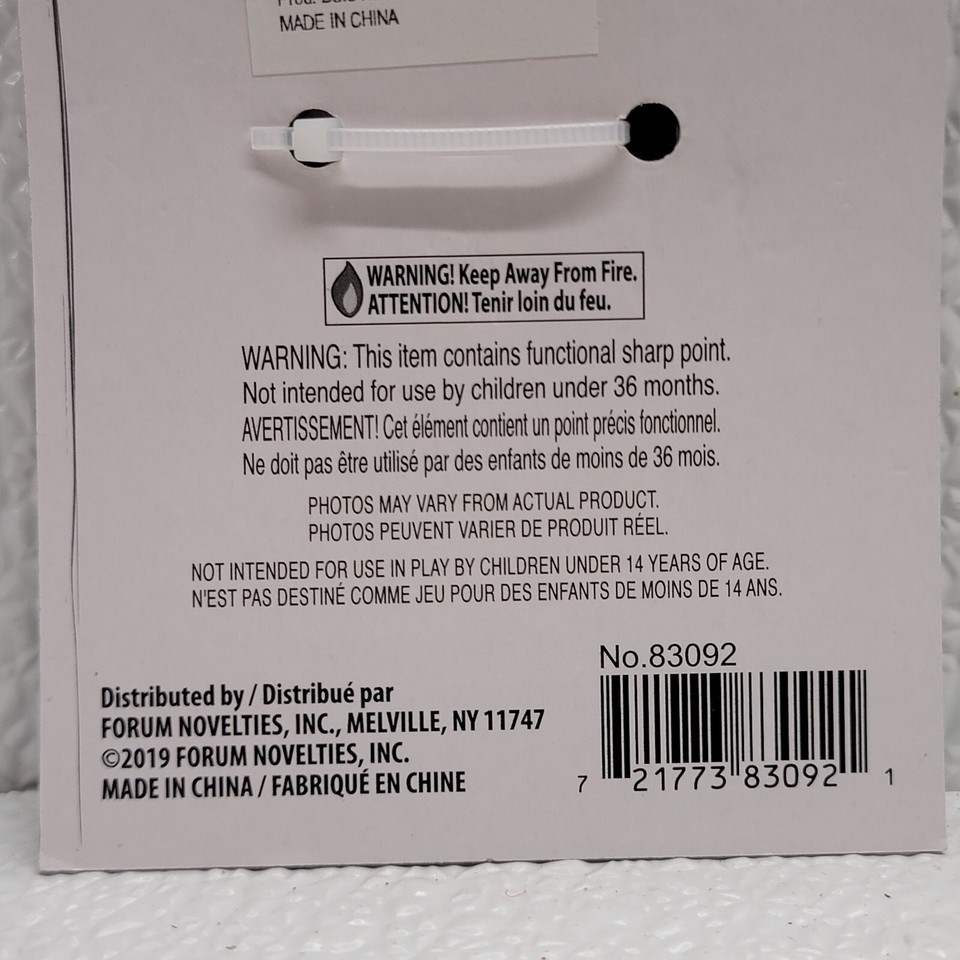 MADE IN CHINA
WARNING! Keep Away From Fire.
ATTENTION! Tenir loin du feu.
WARNING: This item contains functional sharp point.
Not intended for use by children under 36 months.
AVERTISSEMENT! Cet élément contient un point précis fonctionnel.
Ne doit pas être utilisé par des enfants de moins de 36 mois.
PHOTOS MAY VARY FROM ACTUAL PRODUCT.
PHOTOS PEUVENT VARIER DE PRODUIT RÉEL.
NOT INTENDED FOR USE IN PLAY BY CHILDREN UNDER 14 YEARS OF AGE.
N'EST PAS DESTINÉ COMME JEU POUR DES ENFANTS DE MOINS DE 14 ANS.
No.83092
Distributed by / Distribué par
FORUM NOVELTIES, INC., MELVILLE, NY 11747
©2019 FORUM NOVELTIES, INC.
MADE IN CHINA / FABRIQUÉ EN CHINE
7 21773 83092 1